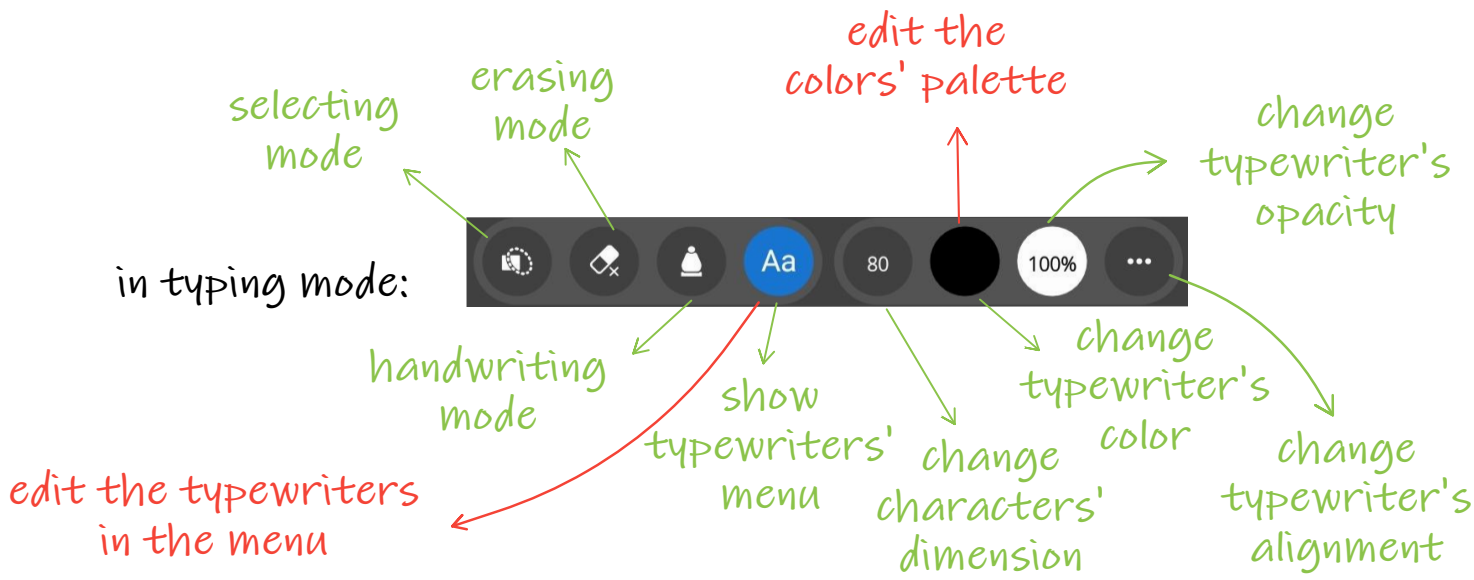 edit the
colors' palette
erasing
mode
selecting
mode
change
typewriter's
opacity
in typing mode:
Aa
80
100%
handwriting
mode
show
typewriters'
menu
change
characters'
dimension
change
typewriter's
color
change
typewriter's
alignment
edit the typewriters
in the menu